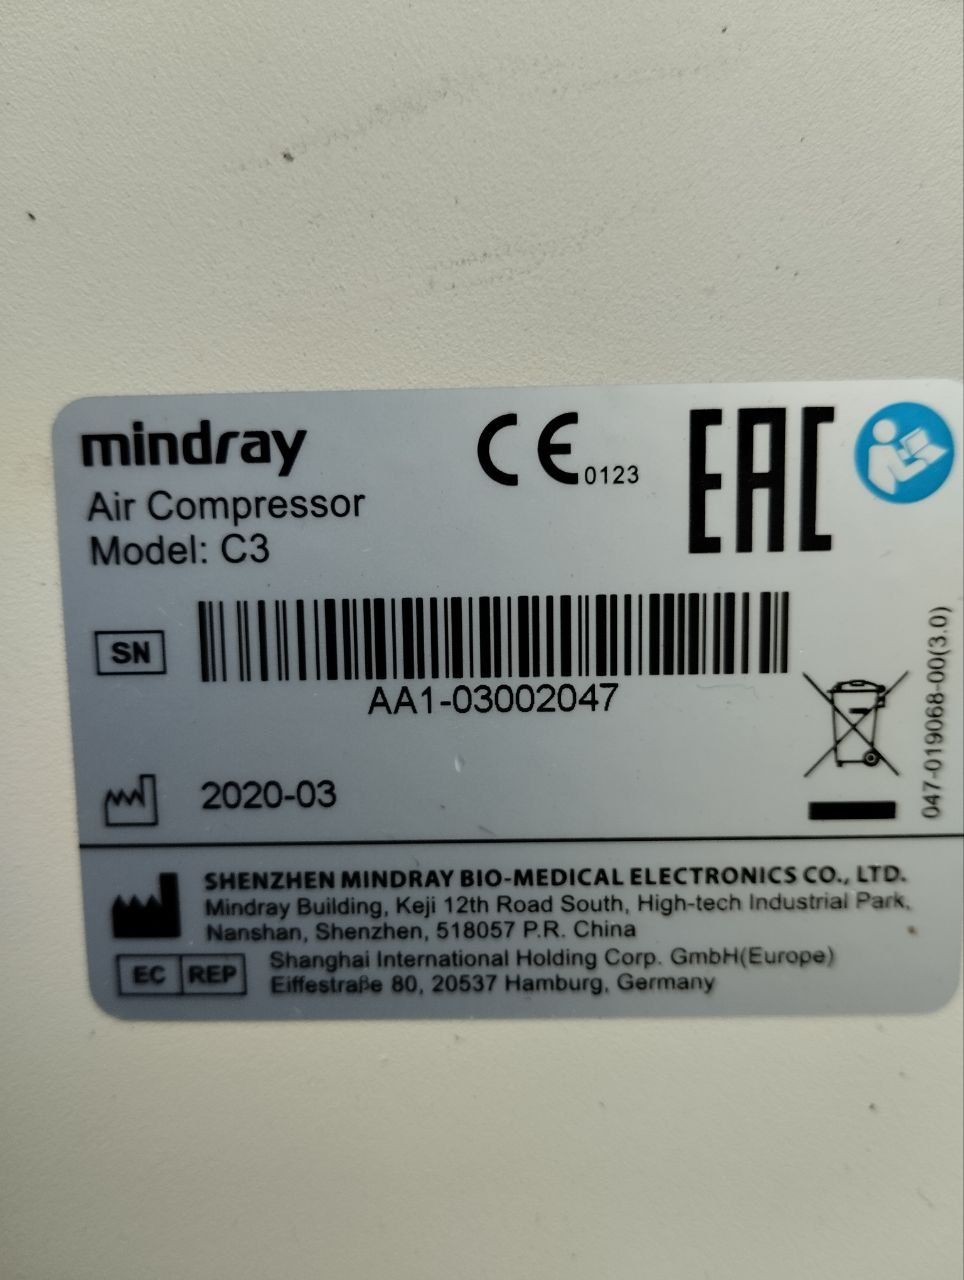 mindray
Air Compressor
Model: C3
CE 0123
EAC
SN
AA1-03002047
2020-03
047-019068-00(3.0)
SHENZHEN MINDRAY BIO-MEDICAL ELECTRONICS CO., LTD.
Mindray Building, Keji 12th Road South, High-tech Industrial Park,
Nanshan, Shenzhen, 518057 P.R. China
EC REP
Shanghai International Holding Corp. GmbH(Europe)
Eiffestraße 80, 20537 Hamburg, Germany